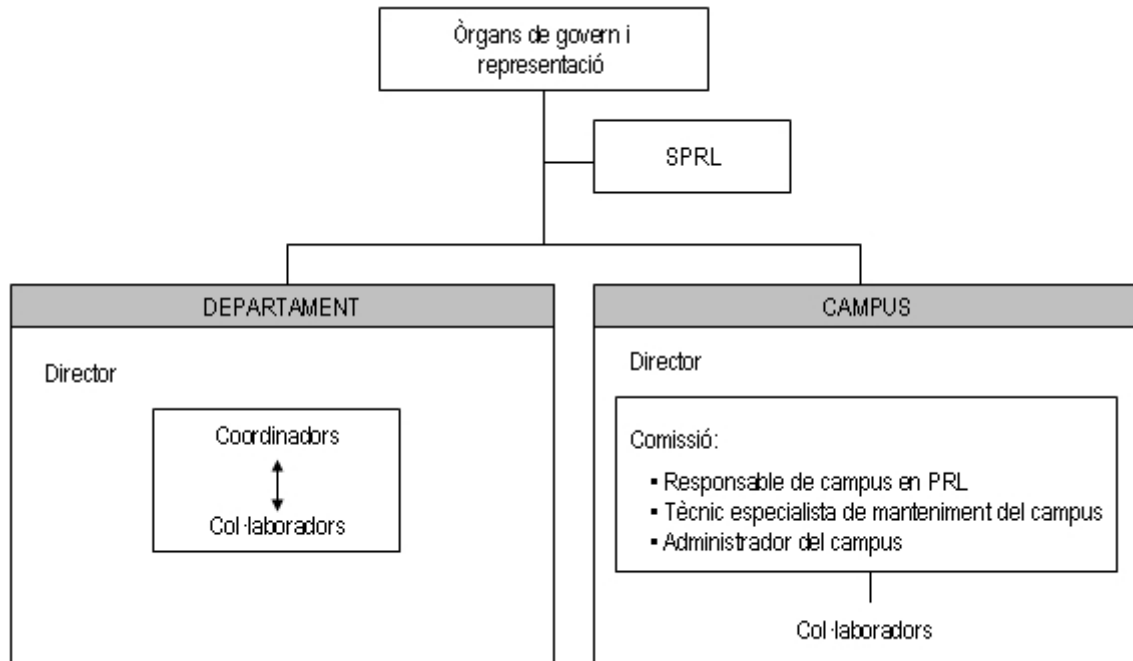 Òrgans de govern i
representació
SPRL
DEPARTAMENT
Director
Coordinadors
Col·laboradors
CAMPUS
Director
Comissió:
▪ Responsable de campus en PRL
▪ Tècnic especialista de manteniment del campus
▪ Administrador del campus
Col·laboradors